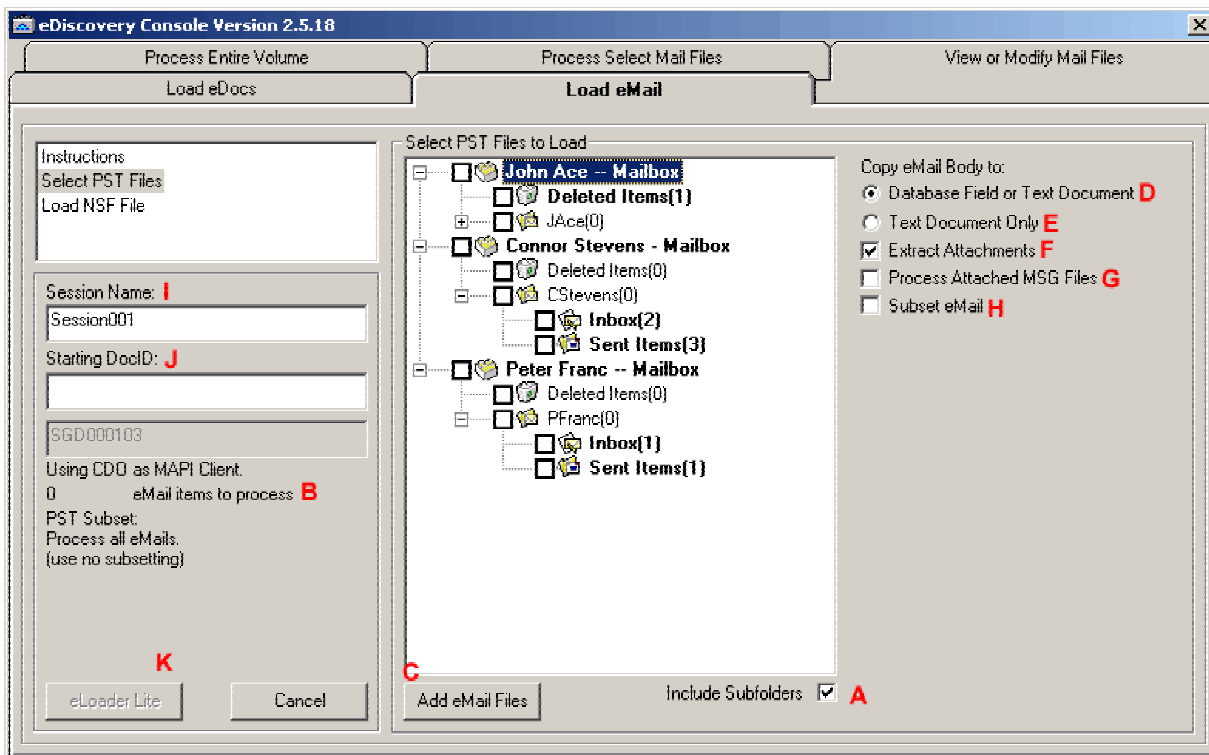 eDiscovery Console Version 2.5.18
Process Entire Volume
Process Select Mail Files
View or Modify Mail Files
Load eDocs
Load eMail
Instructions
Select PST Files
Load NSF File
Session Name: I
Session001
Starting DocID: J
SGD000103
Using CDO as MAPI Client.
0 eMail items to process B
PST Subset:
Process all eMails.
(use no subsetting)
K
eLoader Lite
Cancel
Select PST Files to Load
John Ace -- Mailbox
Deleted Items(1)
JAce(0)
Connor Stevens - Mailbox
Deleted Items(0)
CStevens(0)
Inbox(2)
Sent Items(3)
Peter Franc -- Mailbox
Deleted Items(0)
PFranc(0)
Inbox(1)
Sent Items(1)
C
Add eMail Files
Include Subfolders A
Copy eMail Body to:
Database Field or Text Document D
Text Document Only E
Extract Attachments F
Process Attached MSG Files G
Subset eMail H